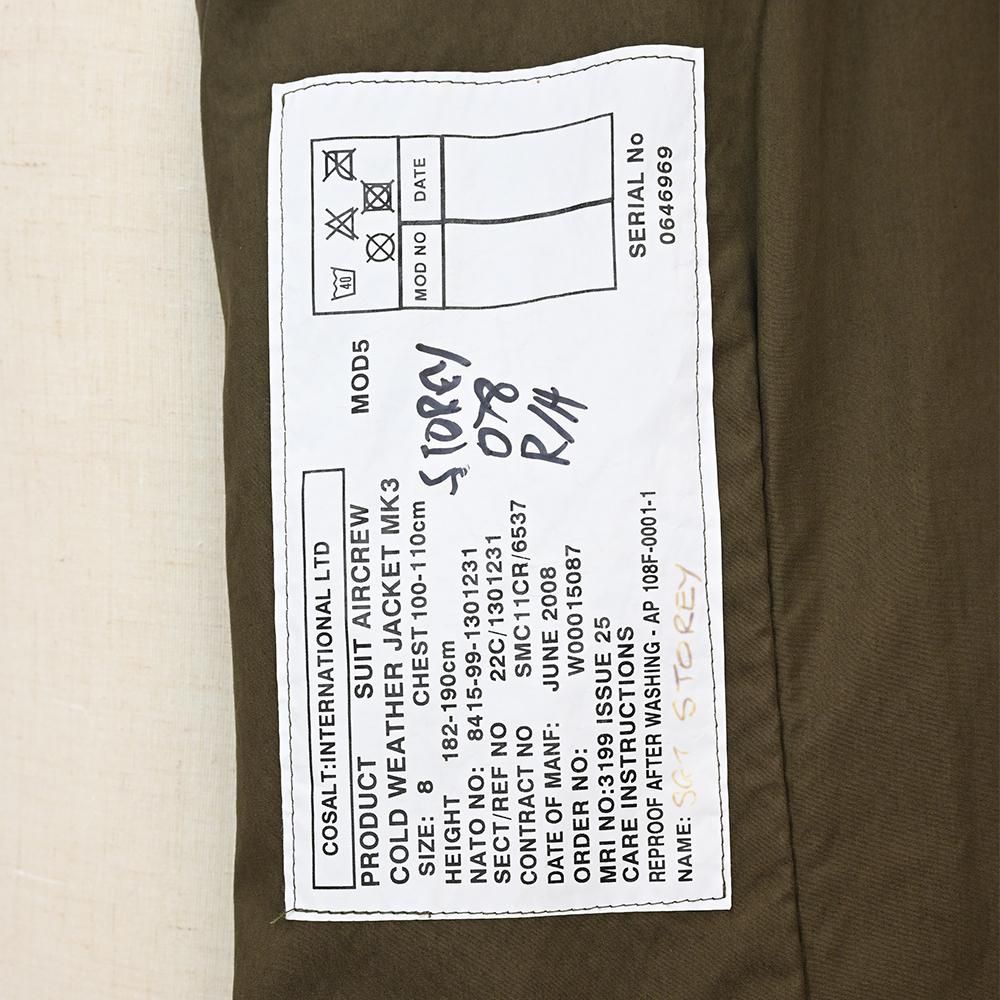 COSALT:INTERNATIONAL LTD
PRODUCT SUIT AIRCREW MOD5
COLD WEATHER JACKET MK3
SIZE: 8 CHEST 100-110cm
HEIGHT 182-190cm
NATO NO: 8415-99-1301231
SECT/REF NO 22C/1301231
CONTRACT NO SMC11CR/6537
DATE OF MANF: JUNE 2008
ORDER NO: W00015087
MRI NO:3199 ISSUE 25
CARE INSTRUCTIONS
REPROOF AFTER WASHING - AP 108F-0001-1
NAME: SGT STOREY
STOREY
078
R/H
40
MOD NO DATE
SERIAL No
0646969